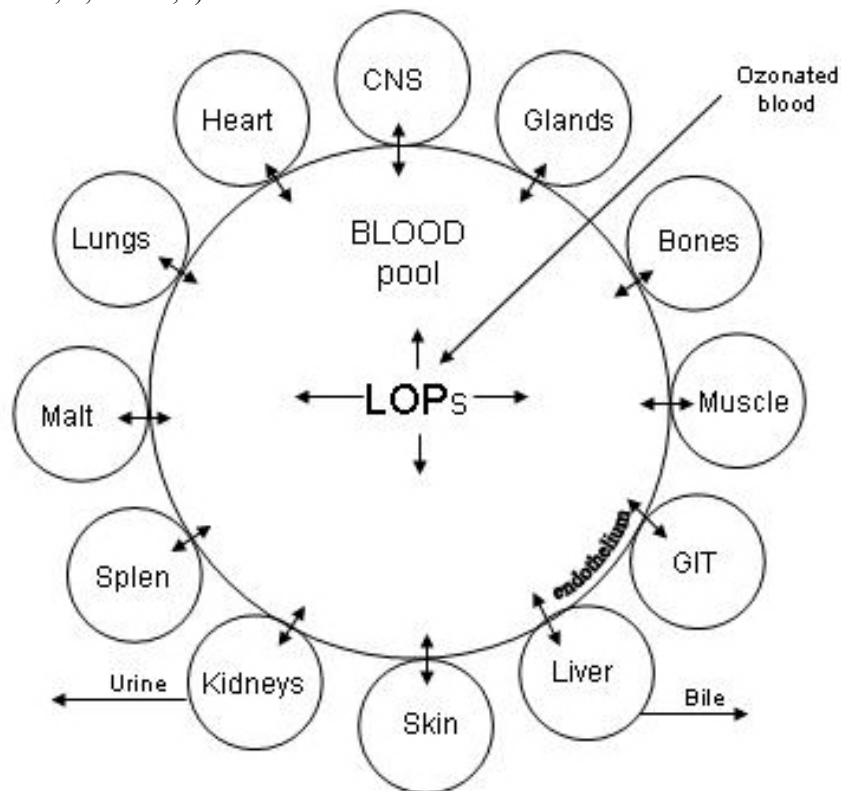 CNS
Ozonated
blood
Heart
Glands
Lungs
BLOOD
pool
Bones
LOPs
Malt
Muscle
endothelium
Splen
GIT
Urine
Kidneys
Skin
Liver
Bile